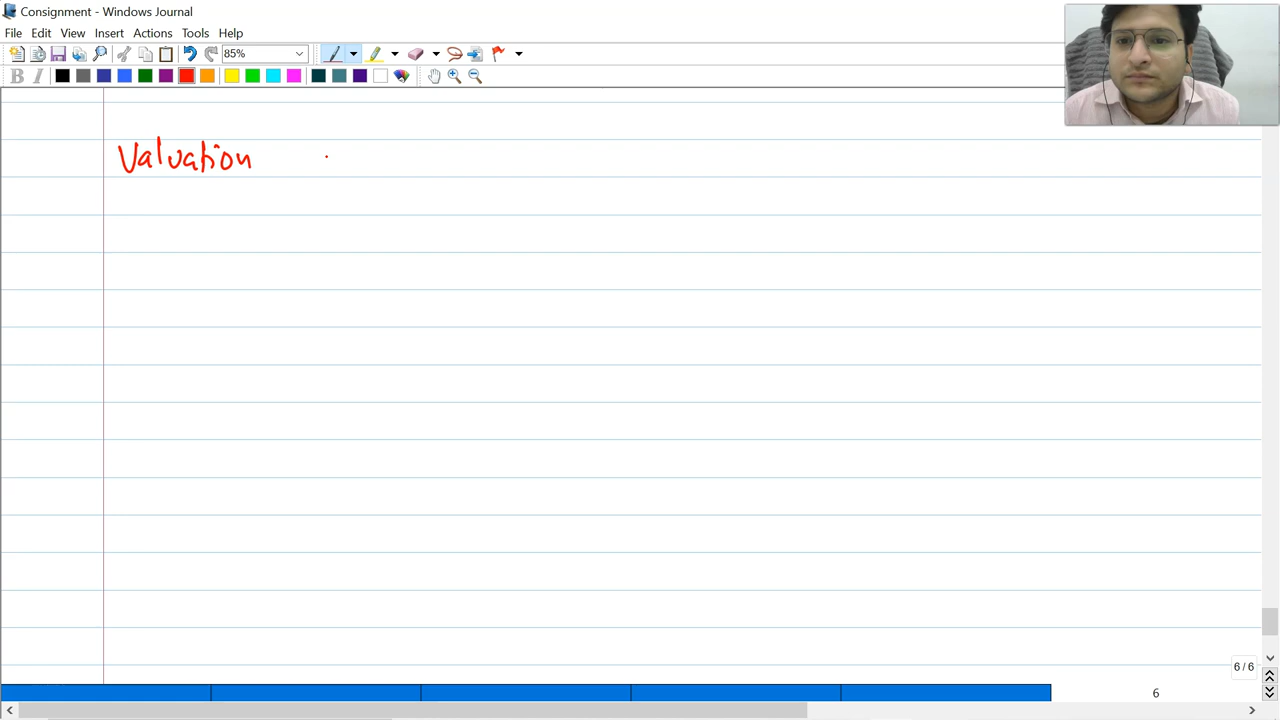 Consignment - Windows Journal
File Edit View Insert Actions Tools Help
85%
B I
Valuation
6 / 6
6